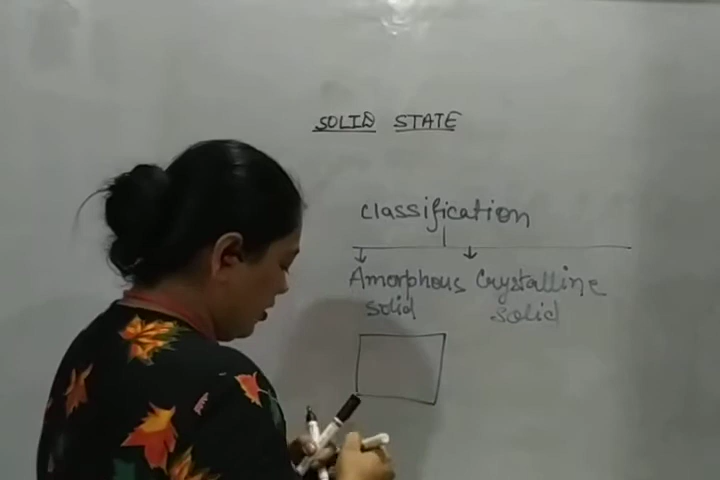 SOLID STATE
classification
Amorphous solid
Crystalline solid